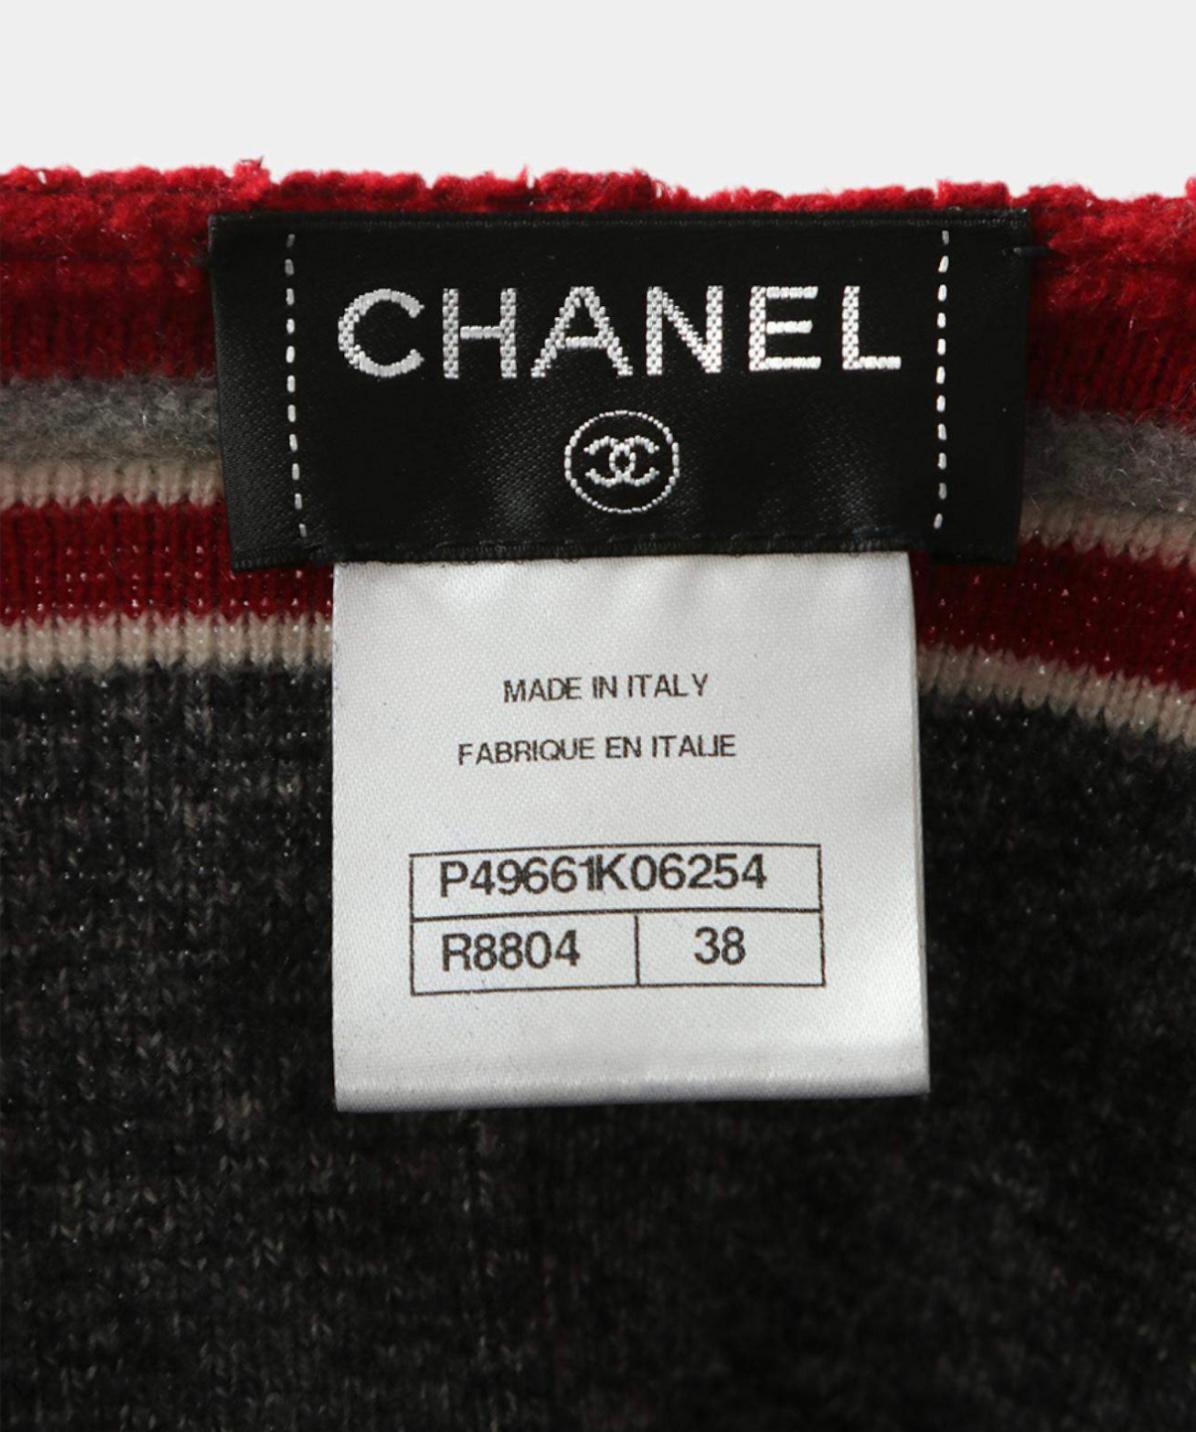 CHANEL
MADE IN ITALY
FABRIQUE EN ITALIE
P49661K06254
R8804 38